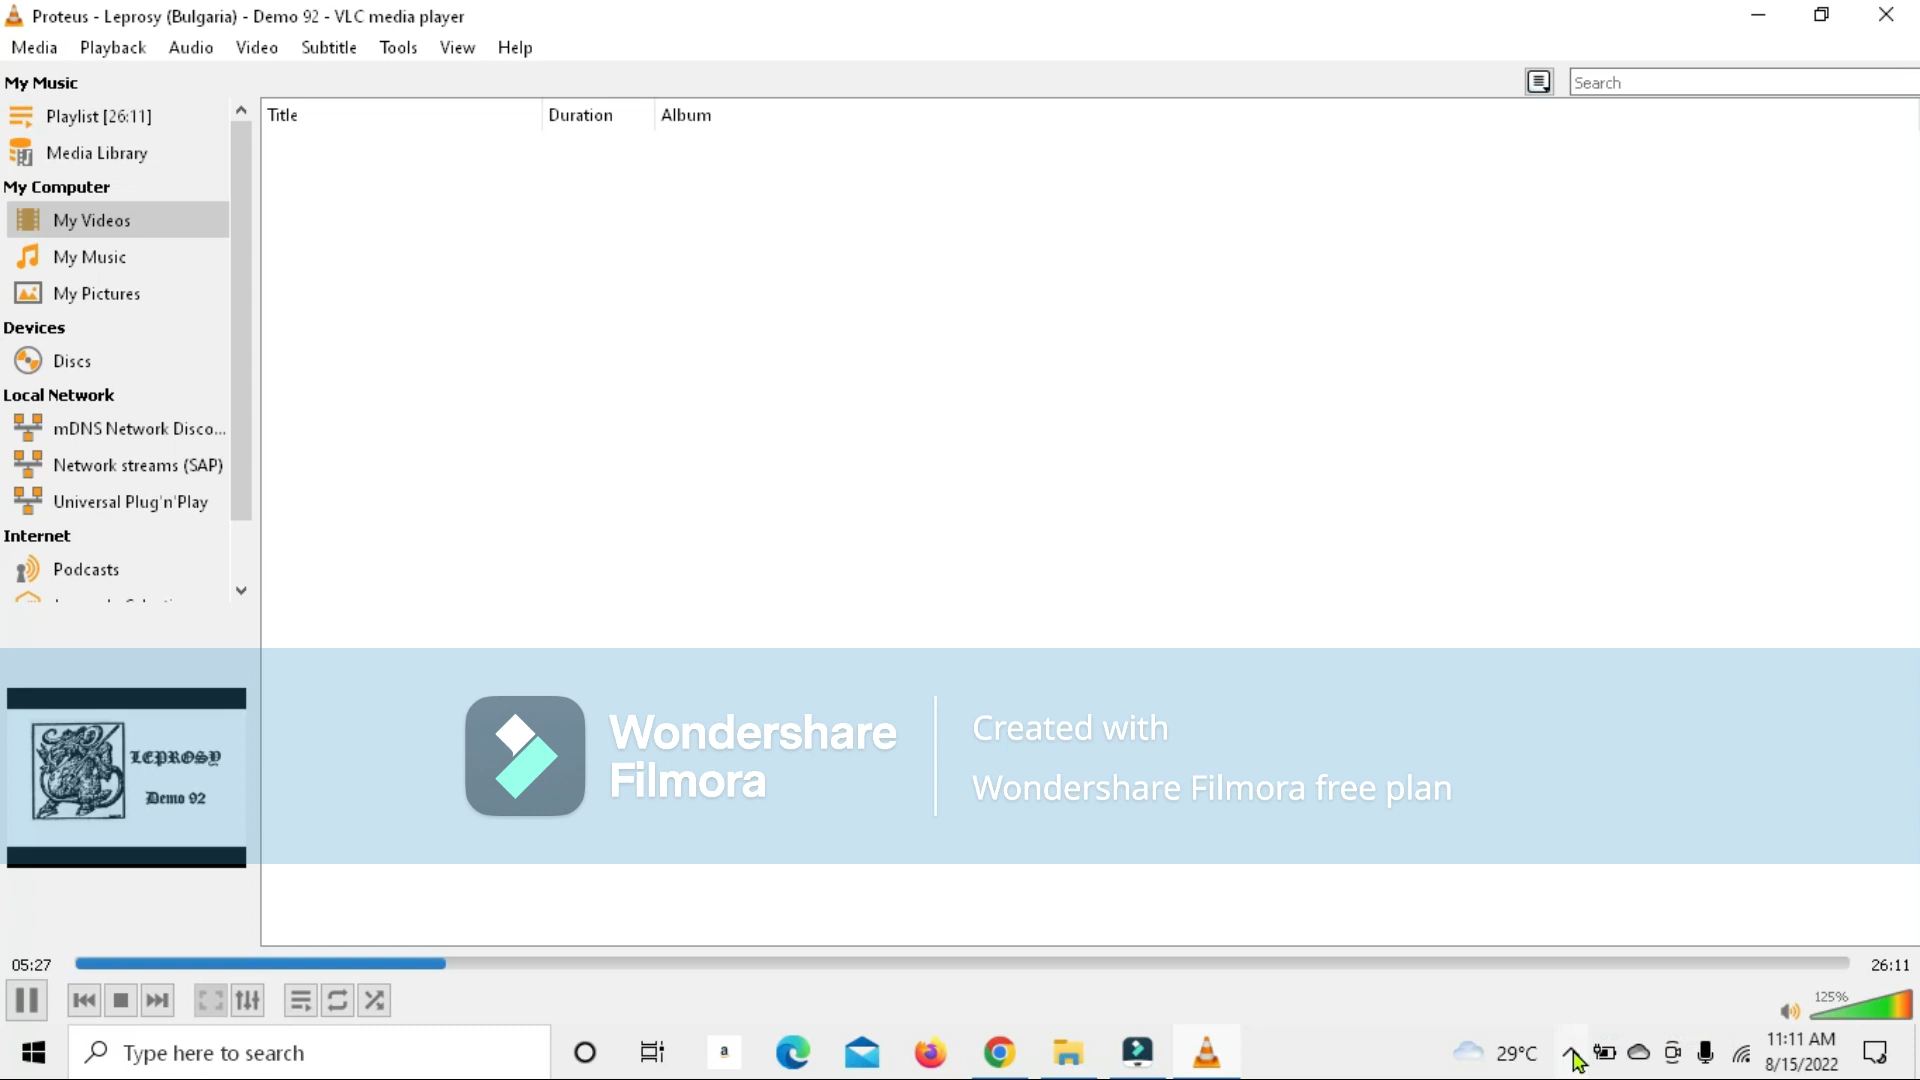 Proteus - Leprosy (Bulgaria) - Demo 92 - VLC media player
Media Playback Audio Video Subtitle Tools View Help
My Music
Search
Playlist [26:11]
Title Duration Album
Media Library
My Computer
My Videos
My Music
My Pictures
Devices
Discs
Local Network
mDNS Network Disco...
Network streams (SAP)
Universal Plug'n'Play
Internet
Podcasts
LEPROSY
Demo 92
Wondershare
Filmora
Created with
Wondershare Filmora free plan
05:27
26:11
125%
Type here to search
a
29°C
11:11 AM
8/15/2022